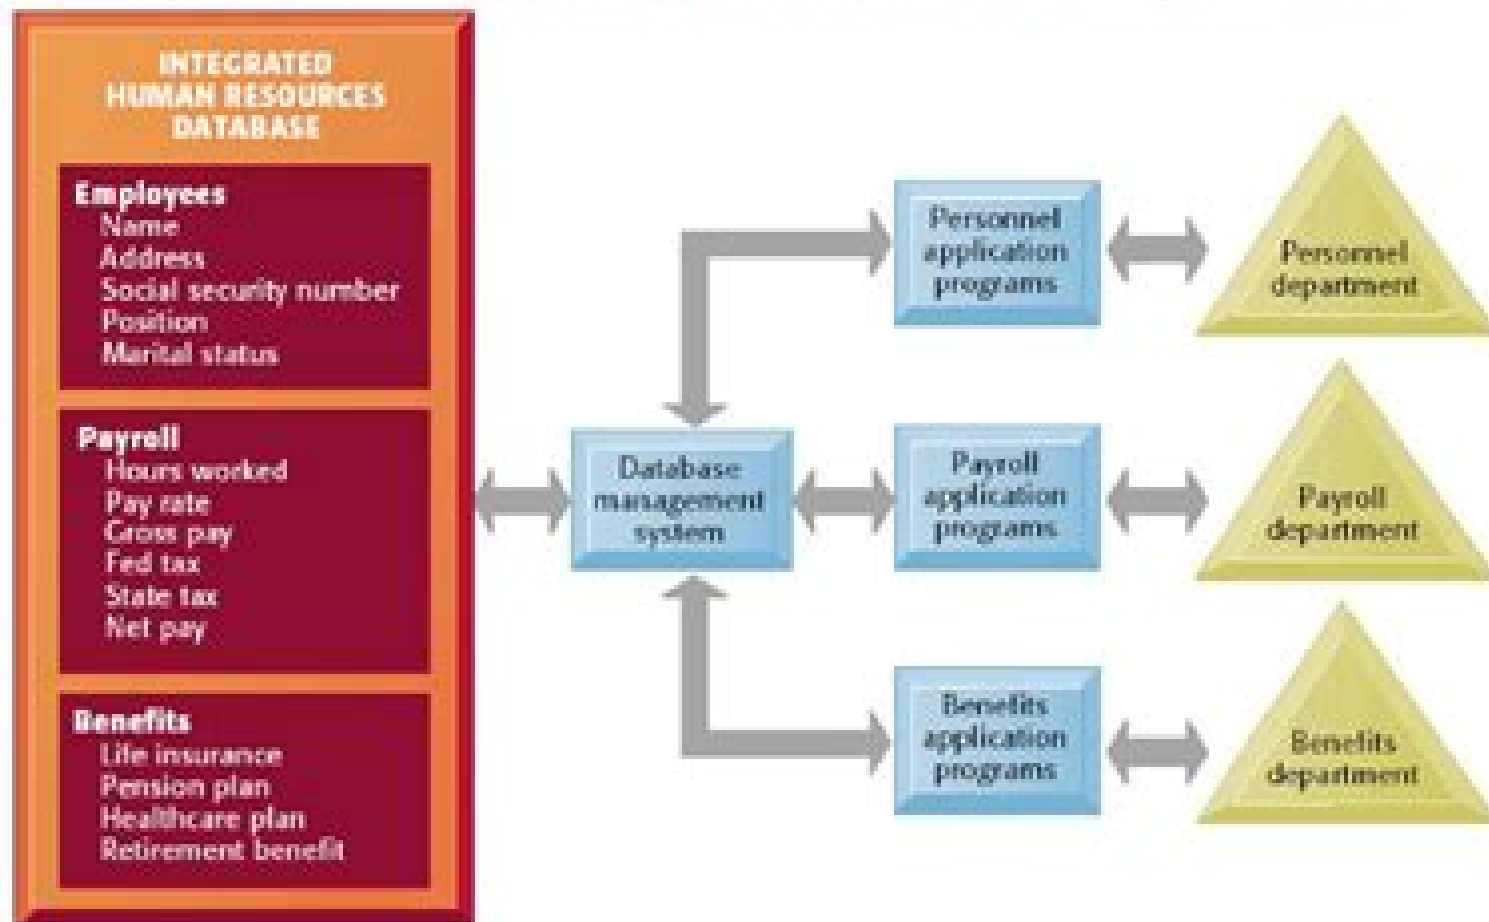 INTEGRATED
HUMAN RESOURCES
DATABASE
Employees
Name
Address
Social security number
Position
Marital status
Payroll
Hours worked
Pay rate
Gross pay
Fed tax
State tax
Net pay
Benefits
Life insurance
Pension plan
Healthcare plan
Retirement benefit
Database
management
system
Personnel
application
programs
Personnel
department
Payroll
application
programs
Payroll
department
Benefits
application
programs
Benefits
department